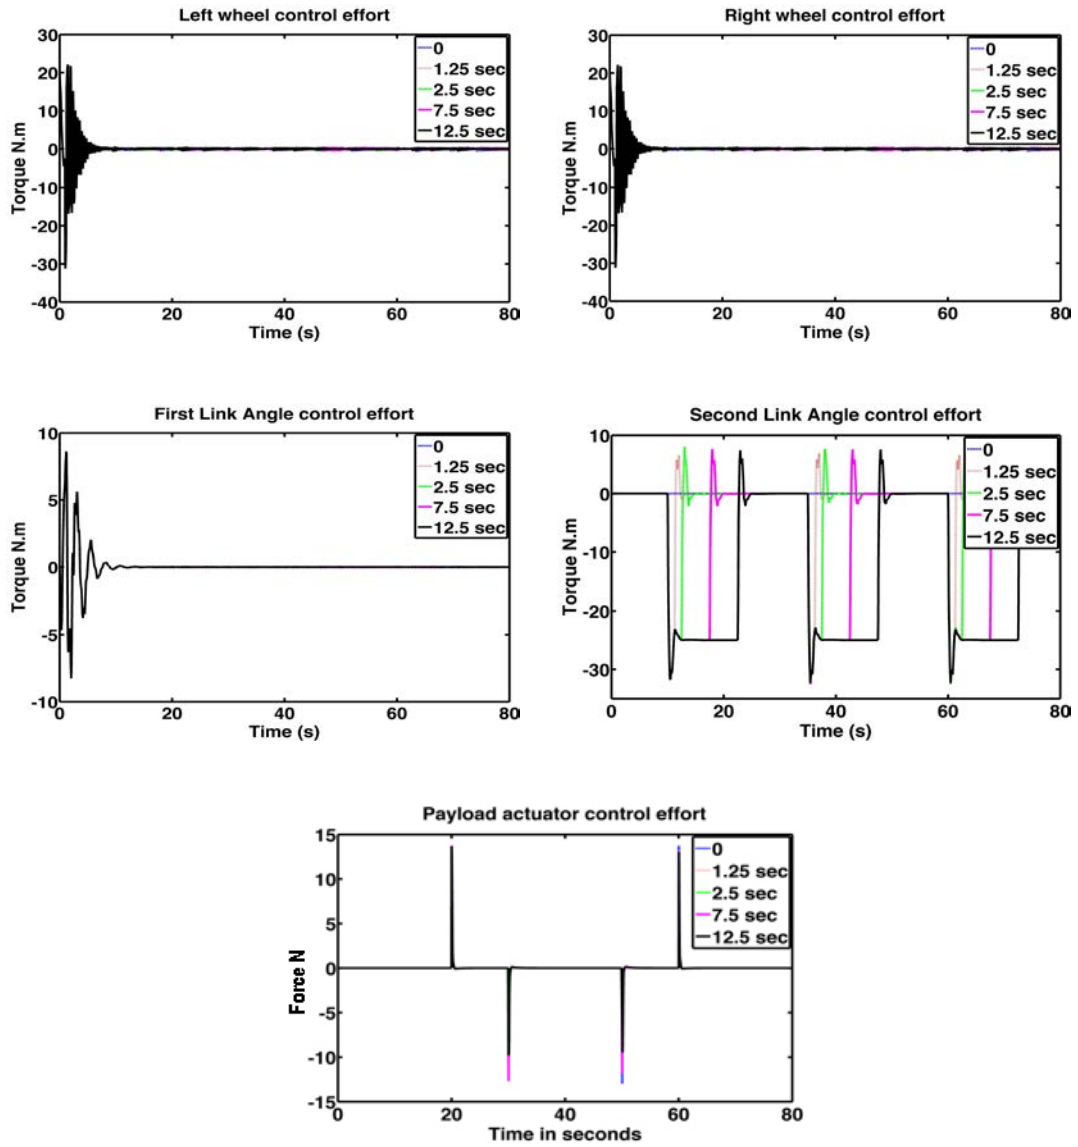 Left wheel control effort
30
20
10
0
-10
-20
-30
-40
Torque N.m
0
1.25 sec
2.5 sec
7.5 sec
12.5 sec
0 20 40 60 80
Time (s)
Right wheel control effort
30
20
10
0
-10
-20
-30
-40
Torque N.m
0
1.25 sec
2.5 sec
7.5 sec
12.5 sec
0 20 40 60 80
Time (s)
First Link Angle control effort
10
5
0
-5
-10
Torque N.m
0
1.25 sec
2.5 sec
7.5 sec
12.5 sec
0 20 40 60 80
Time (s)
Second Link Angle control effort
10
0
-10
-20
-30
Torque N.m
0
1.25 sec
2.5 sec
7.5 sec
12.5 sec
0 20 40 60 80
Time (s)
Payload actuator control effort
15
10
5
0
-5
-10
-15
Force N
0
1.25 sec
2.5 sec
7.5 sec
12.5 sec
0 20 40 60 80
Time in seconds